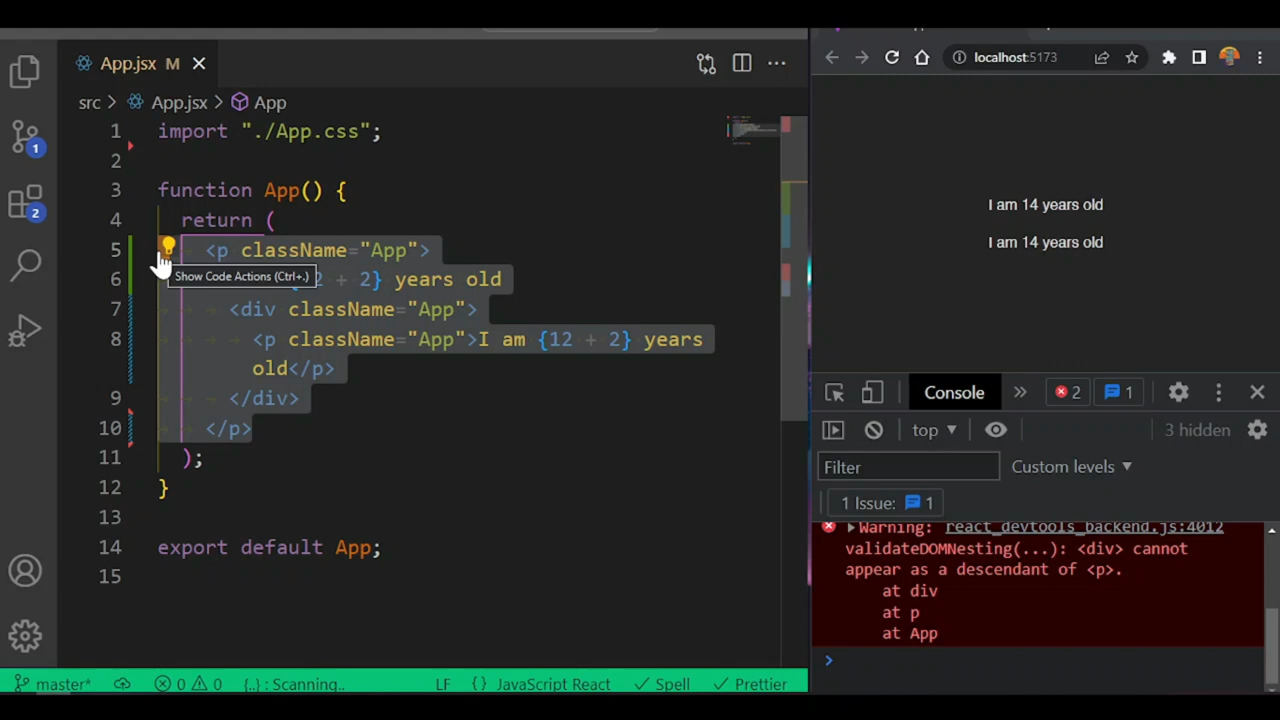 App.jsx M
src > App.jsx > App
1 import "./App.css";
2
3 function App() {
4 return (
5 <p className="App">
Show Code Actions (Ctrl+.)
6 2 + 2} years old
7 <div className="App">
8 <p className="App">I am {12 + 2} years
old</p>
9 </div>
10 </p>
11 );
12 }
13
14 export default App;
15
1
2
master* 0 0 {..} : Scanning.. LF {} JavaScript React Spell Prettier
localhost:5173
I am 14 years old
I am 14 years old
Console 2 1
top 3 hidden
Filter Custom levels
1 Issue: 1
Warning: react_devtools_backend.js:4012
validateDOMNesting(...): <div> cannot
appear as a descendant of <p>.
at div
at p
at App